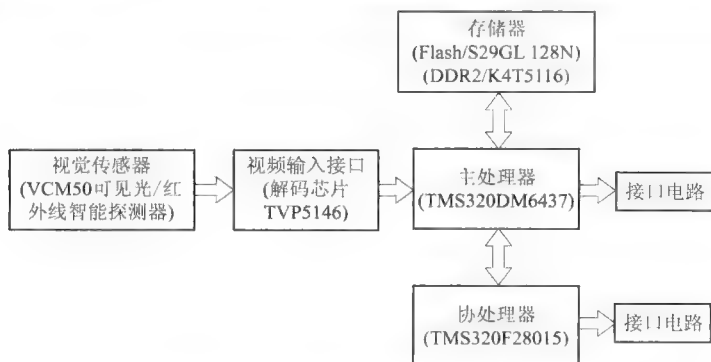 存储器
(Flash/S29GL 128N)
(DDR2/K4T5116)
视觉传感器
(VCM50可见光/红
外线智能探测器)
视频输入接口
(解码芯片
TVP5146)
主处理器
(TMS320DM6437)
接口电路
协处理器
(TMS320F28015)
接口电路